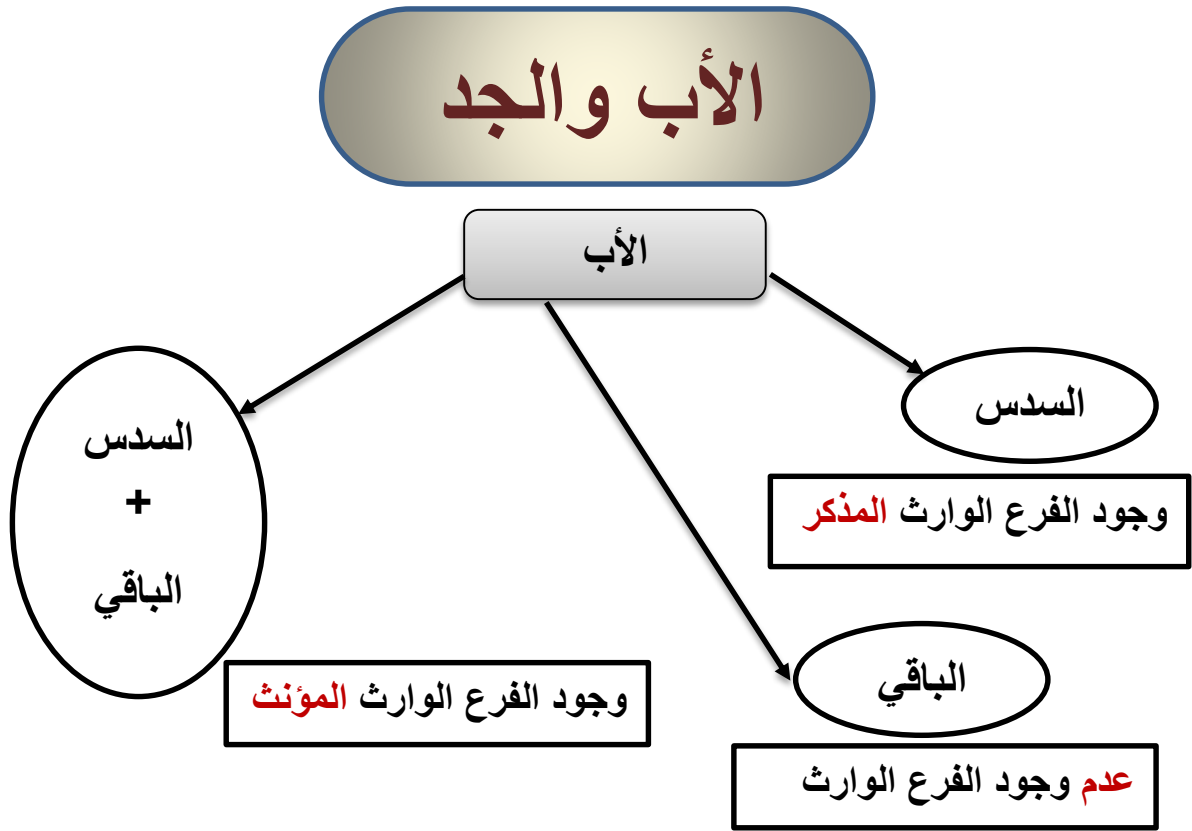 الأب والجد
الأب
السدس
وجود الفرع الوارث المذكر
السدس
+
الباقي
وجود الفرع الوارث المؤنث
الباقي
عدم وجود الفرع الوارث